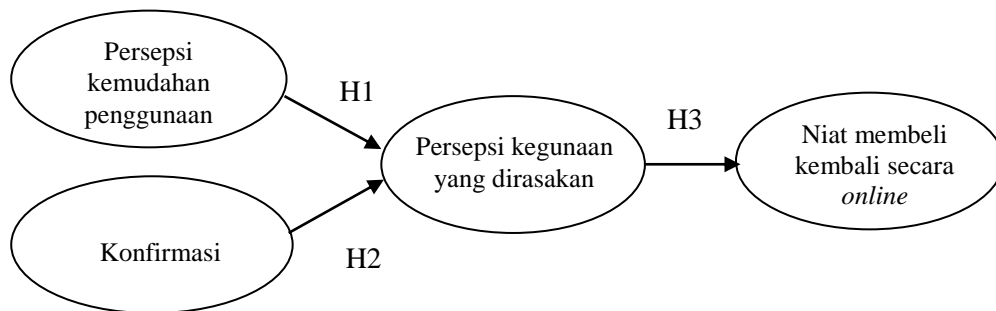 Persepsi
kemudahan
penggunaan
H1
Persepsi kegunaan
yang dirasakan
H3
Niat membeli
kembali secara
online
Konfirmasi
H2